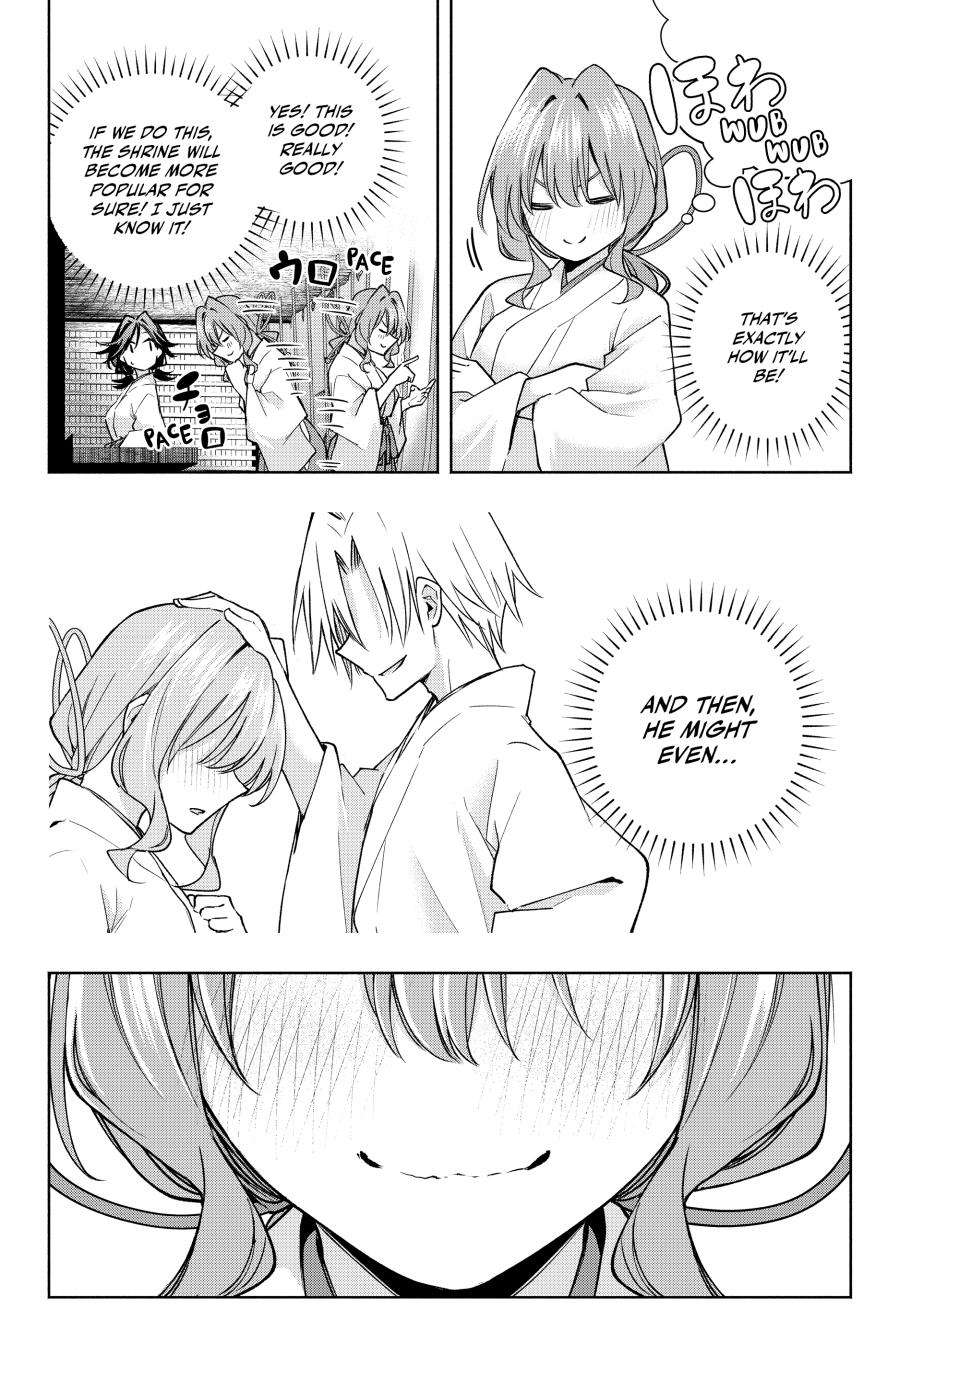 ほわ
WUB
WUB
ほわ
THAT'S
EXACTLY
HOW IT'LL
BE!
YES! THIS
IS GOOD!
REALLY
GOOD!
IF WE DO THIS,
THE SHRINE WILL
BECOME MORE
POPULAR FOR
SURE! I JUST
KNOW IT!
ウロ
PACE
チョロ
PACE
AND THEN,
HE MIGHT
EVEN...